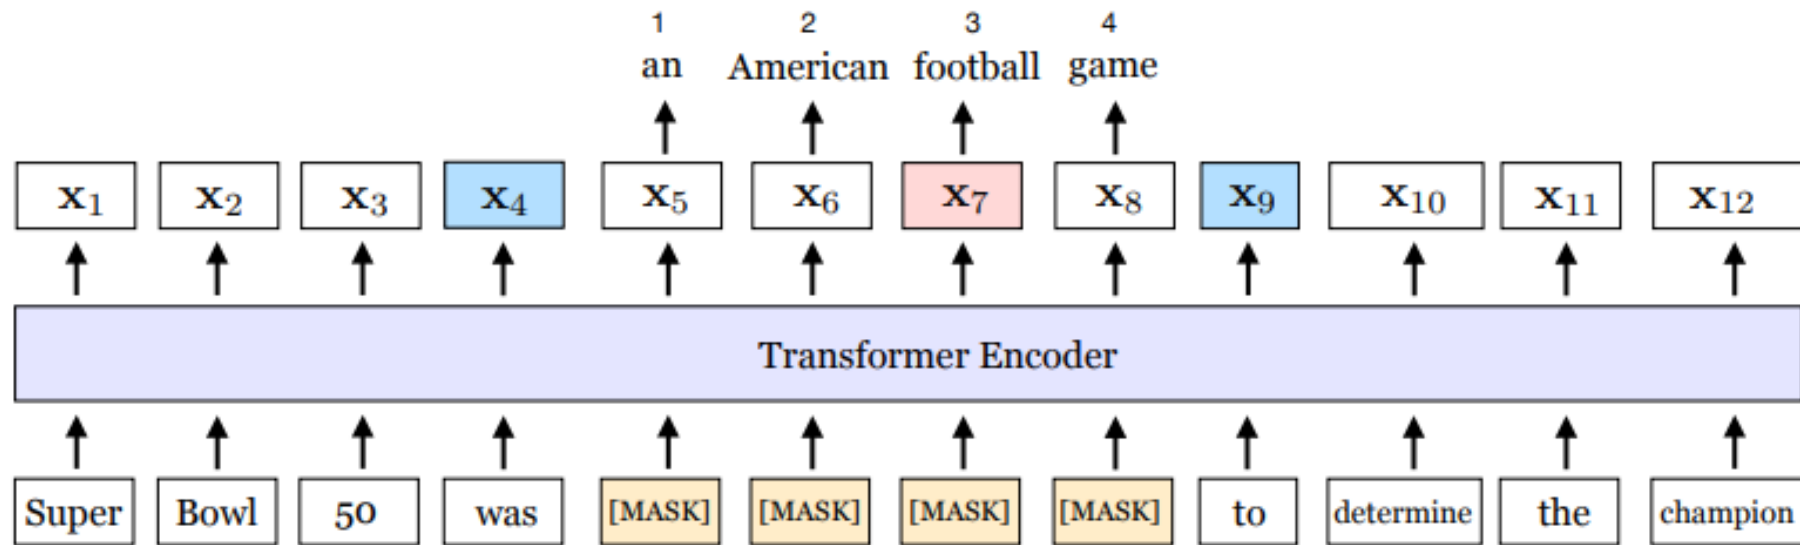 1 2 3 4
an American football game
x1 x2 x3 x4 x5 x6 x7 x8 x9 x10 x11 x12
Transformer Encoder
Super Bowl 50 was [MASK] [MASK] [MASK] [MASK] to determine the champion